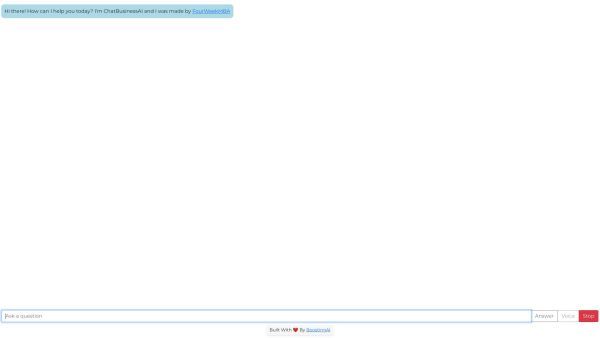 Hi there! How can I help you today? I'm ChatBusinessAI and I was made by FourWeekMBA
Ask a question
Answer
Voice
Stop
Built With ❤ By BoostingAI